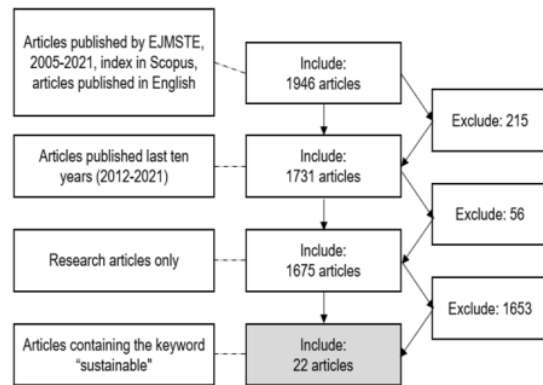 Articles published by EJMSTE,
2005-2021, index in Scopus,
articles published in English
Include:
1946 articles
Exclude: 215
Articles published last ten
years (2012-2021)
Include:
1731 articles
Exclude: 56
Research articles only
Include:
1675 articles
Exclude: 1653
Articles containing the keyword
“sustainable"
Include:
22 articles